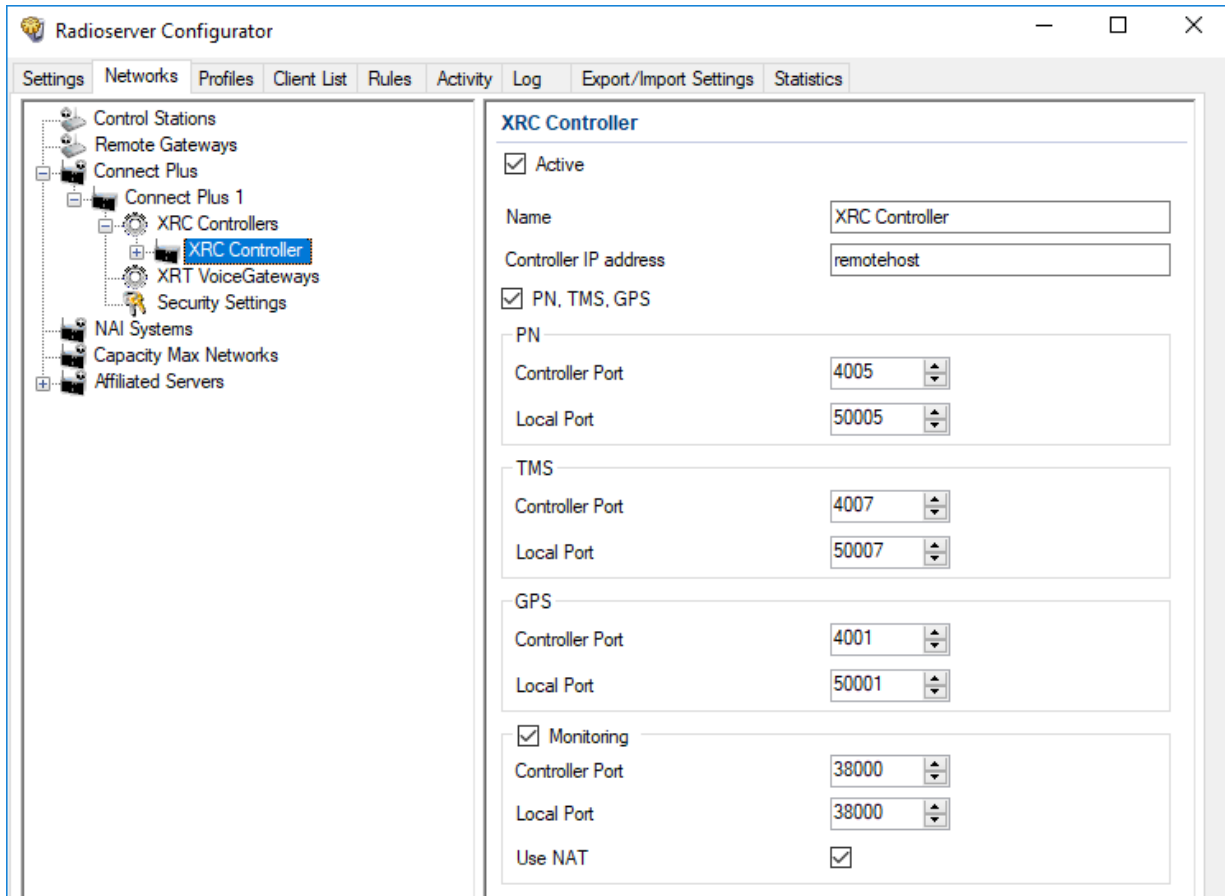 Radioserver Configurator
Settings Networks Profiles Client List Rules Activity Log Export/Import Settings Statistics
Control Stations
Remote Gateways
Connect Plus
Connect Plus 1
XRC Controllers
XRC Controller
XRT VoiceGateways
Security Settings
NAI Systems
Capacity Max Networks
Affiliated Servers
XRC Controller
Active
Name XRC Controller
Controller IP address remotehost
PN, TMS, GPS
PN
Controller Port 4005
Local Port 50005
TMS
Controller Port 4007
Local Port 50007
GPS
Controller Port 4001
Local Port 50001
Monitoring
Controller Port 38000
Local Port 38000
Use NAT